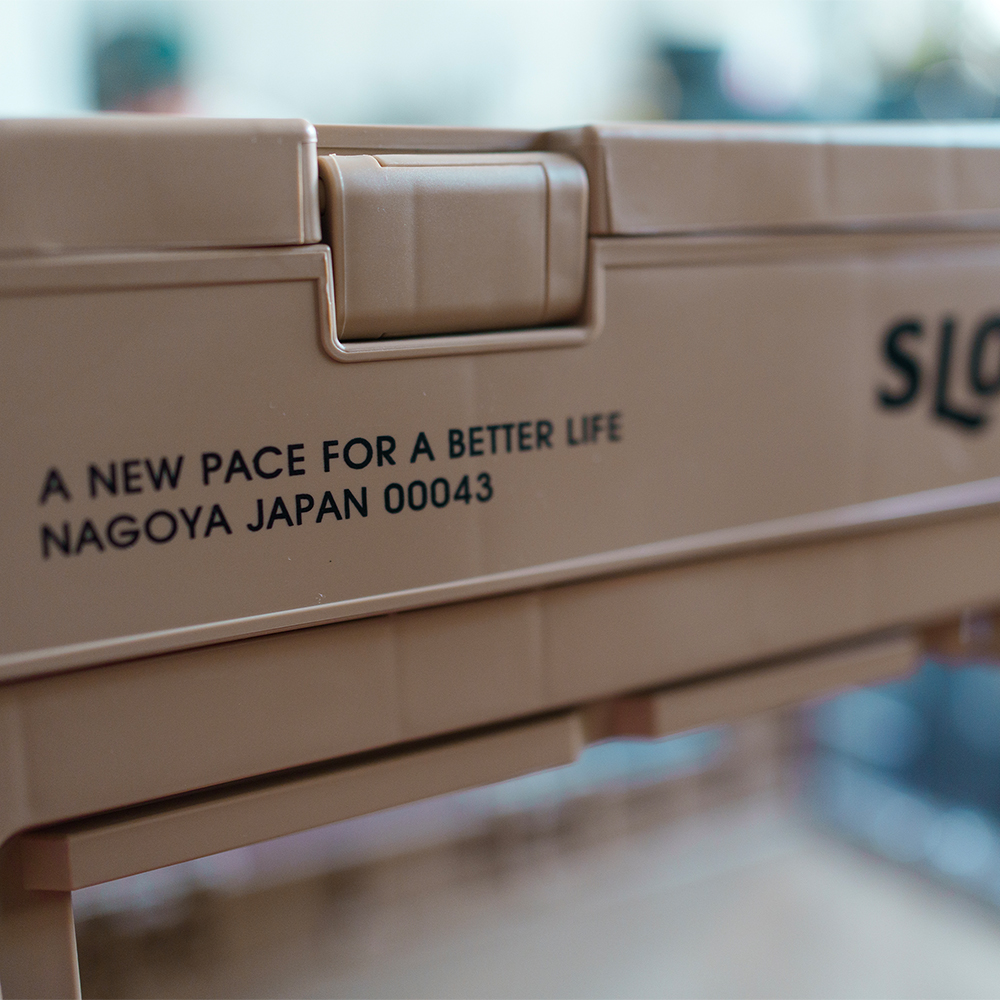 A NEW PACE FOR A BETTER LIFE
NAGOYA JAPAN 00043